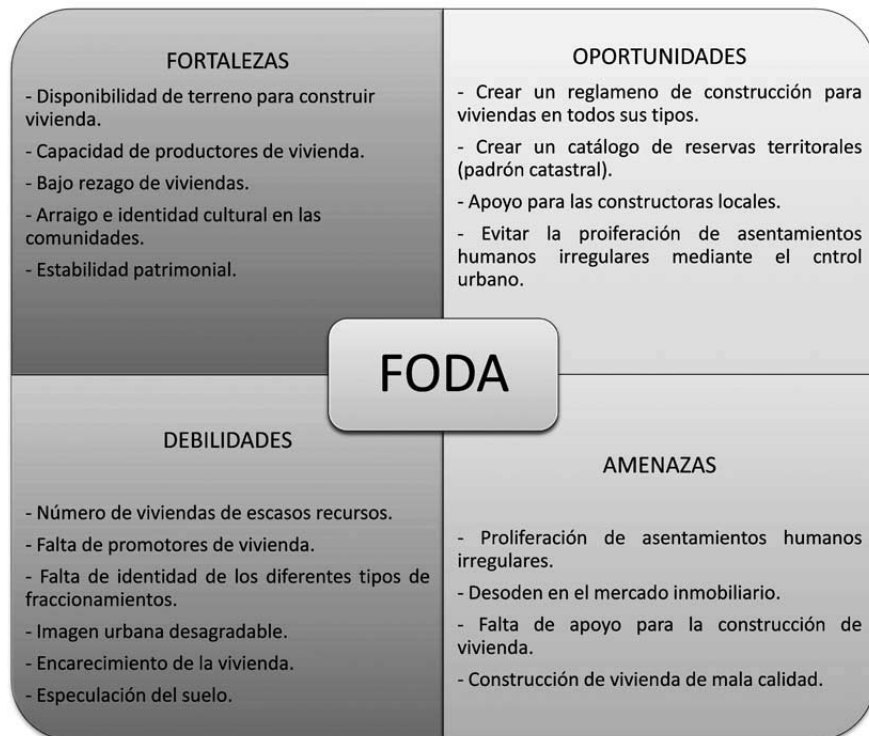 FORTALEZAS
- Disponibilidad de terreno para construir
vivienda.
- Capacidad de productores de vivienda.
- Bajo rezago de viviendas.
- Arraigo e identidad cultural en las
comunidades.
- Estabilidad patrimonial.
OPORTUNIDADES
- Crear un reglameno de construcción para
viviendas en todos sus tipos.
- Crear un catálogo de reservas territorales
(padrón catastral).
- Apoyo para las constructoras locales.
- Evitar la proiferación de asentamientos
humanos irregulares mediante el cntrol
urbano.
FODA
DEBILIDADES
- Número de viviendas de escasos recursos.
- Falta de promotores de vivienda.
- Falta de identidad de los diferentes tipos de
fraccionamientos.
- Imagen urbana desagradable.
- Encarecimiento de la vivienda.
- Especulación del suelo.
AMENAZAS
- Proliferación de asentamientos humanos
irregulares.
- Desoden en el mercado inmobiliario.
- Falta de apoyo para la construcción de
vivienda.
- Construcción de vivienda de mala calidad.